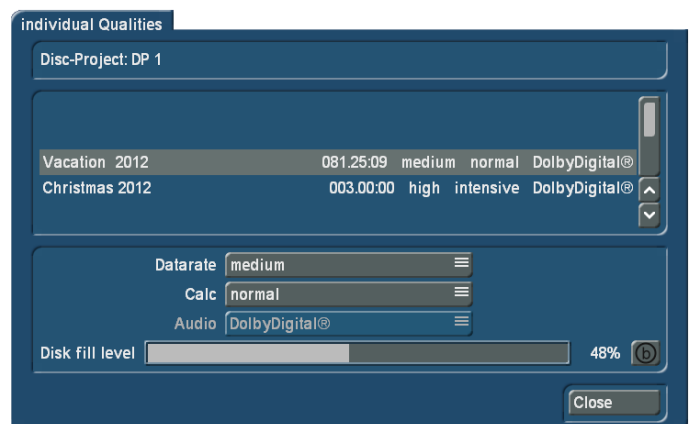 individual Qualities
Disc-Project: DP 1
Vacation 2012 081.25:09 medium normal DolbyDigital®
Christmas 2012 003.00:00 high intensive DolbyDigital®
Datarate medium
Calc normal
Audio DolbyDigital®
Disk fill level 48% b
Close